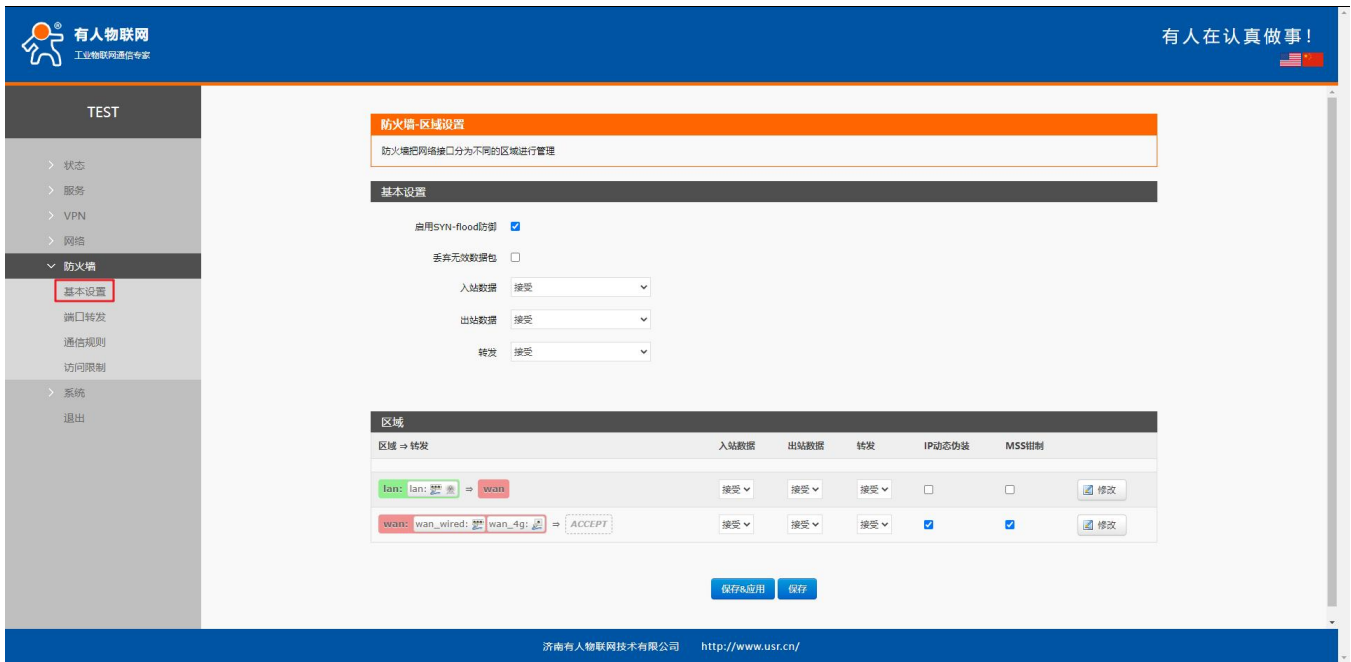 有人物联网
工业物联网通信专家
有人在认真做事！
TEST
状态
服务
VPN
网络
防火墙
基本设置
端口转发
通信规则
访问限制
系统
退出
防火墙-区域设置
防火墙把网络接口分为不同的区域进行管理
基本设置
启用SYN-flood防御
丢弃无效数据包
入站数据 接受
出站数据 接受
转发 接受
区域
区域 ⇒ 转发 入站数据 出站数据 转发 IP动态伪装 MSS钳制
lan: lan: ⇒ wan 接受 接受 接受 修改
wan: wan_wired: wan_4g: ⇒ ACCEPT 接受 接受 接受 修改
保存&应用 保存
济南有人物联网技术有限公司 http://www.usr.cn/